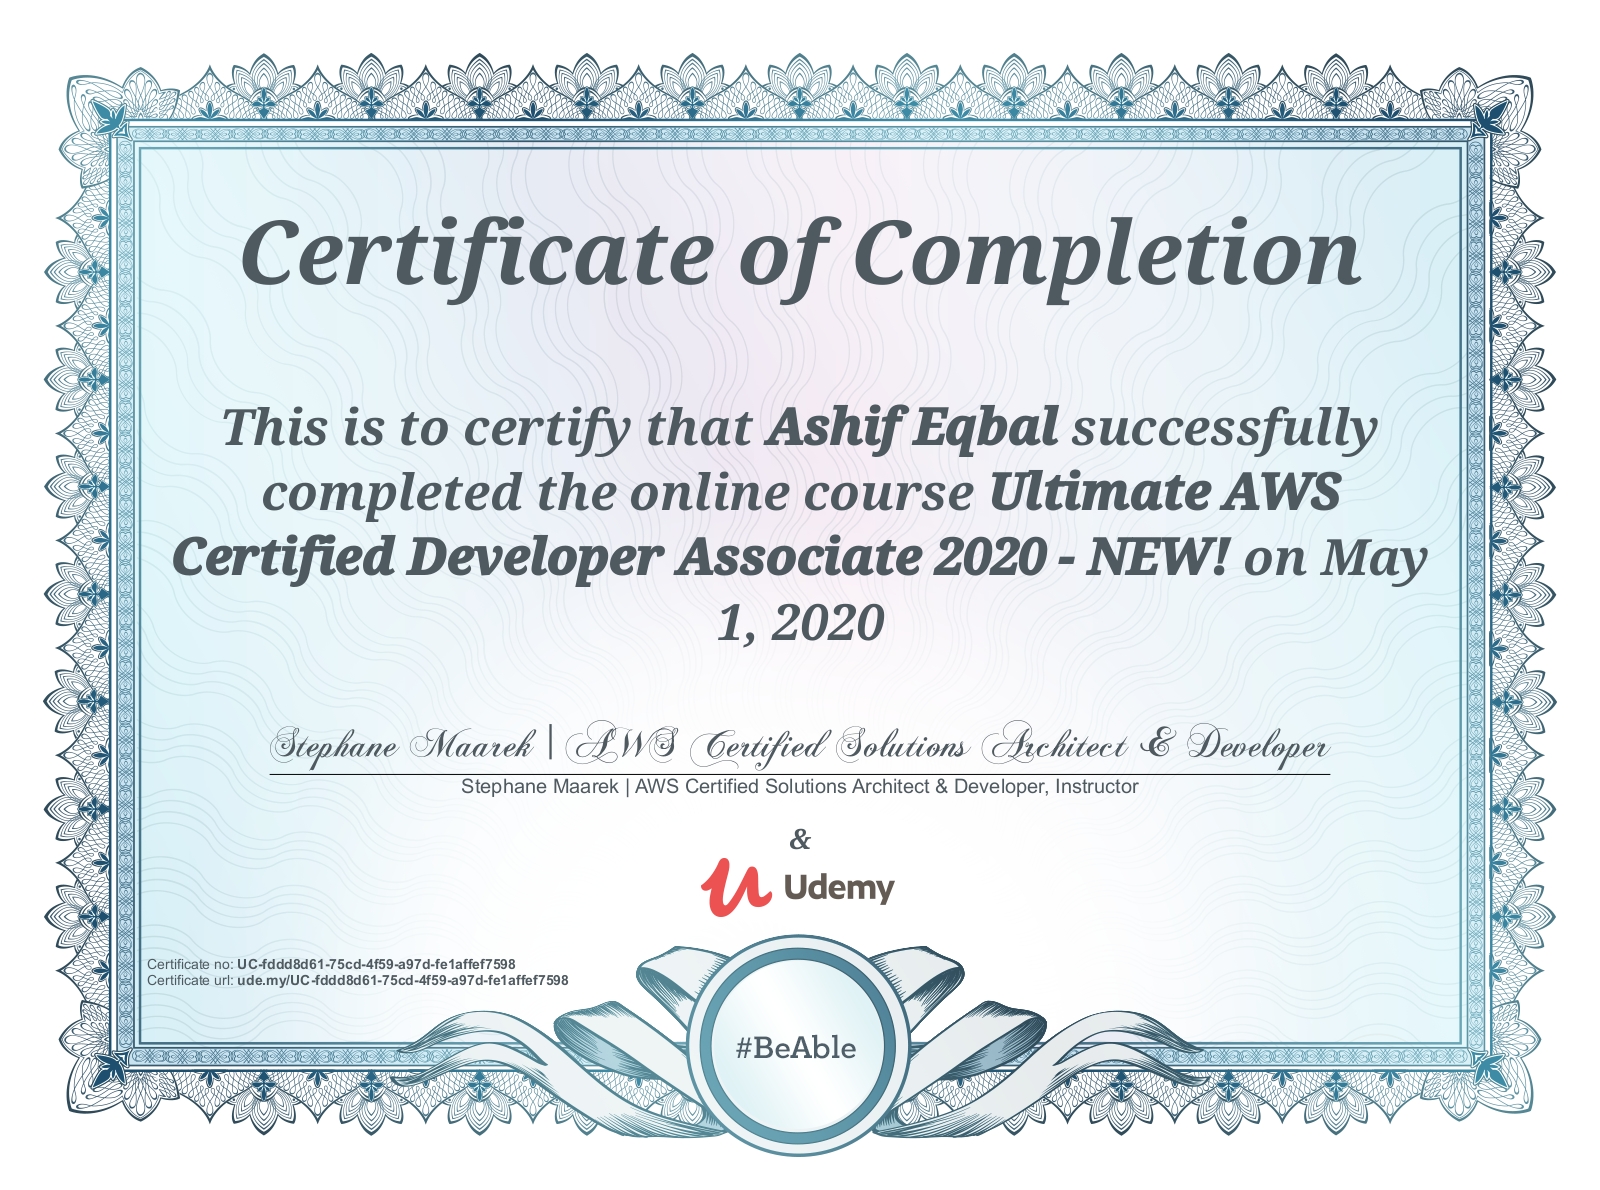 Certificate of Completion
This is to certify that Ashif Eqbal successfully
completed the online course Ultimate AWS
Certified Developer Associate 2020 - NEW! on May
1, 2020
Stephane Maarek | AWS Certified Solutions Architect & Developer
Stephane Maarek | AWS Certified Solutions Architect & Developer, Instructor
&
Udemy
Certificate no: UC-fddd8d61-75cd-4f59-a97d-fe1affef7598
Certificate url: ude.my/UC-fddd8d61-75cd-4f59-a97d-fe1affef7598
#BeAble